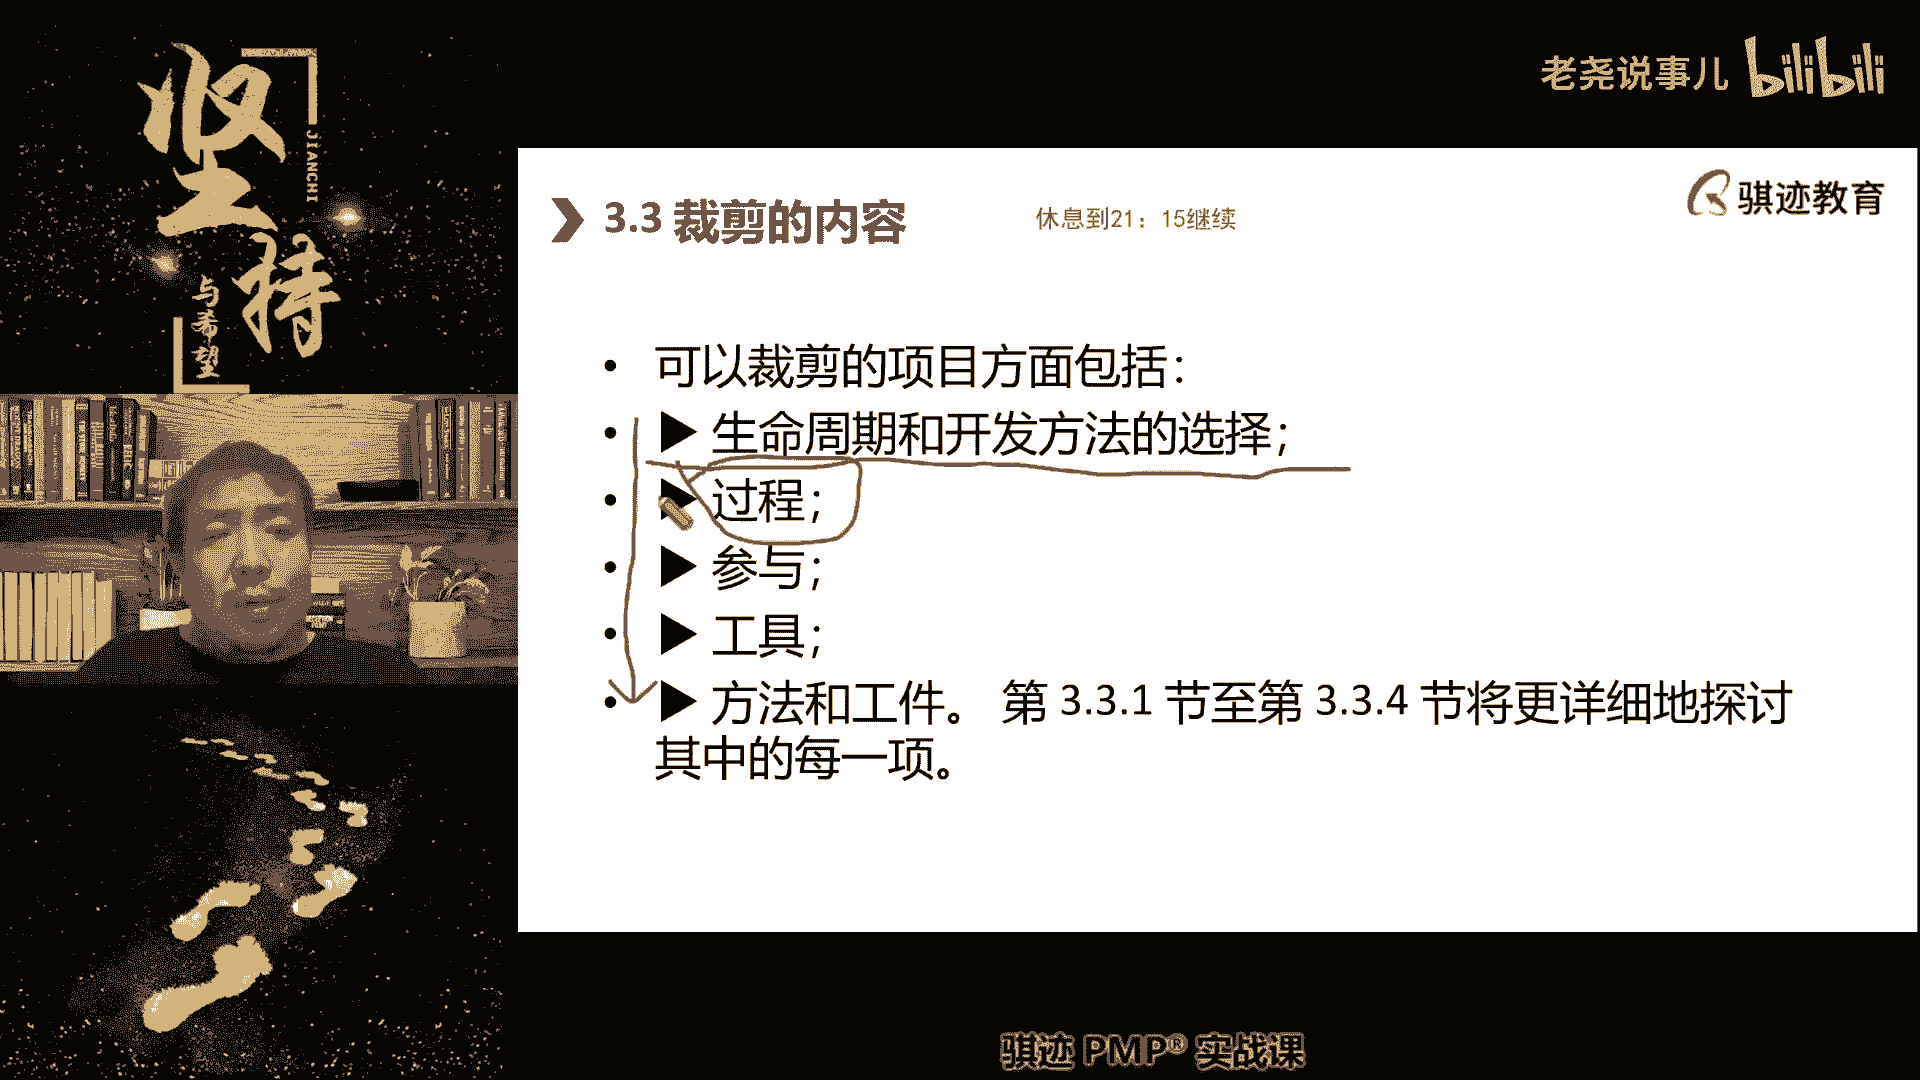 坚持
JIANCHI
与希望
老尧说事儿 bilibili
骐迹教育
3.3 裁剪的内容
休息到21：15继续
• 可以裁剪的项目方面包括：
• ▶ 生命周期和开发方法的选择；
• ▶ 过程；
• ▶ 参与；
• ▶ 工具；
• ▶ 方法和工件。 第 3.3.1 节至第 3.3.4 节将更详细地探讨
其中的每一项。
骐迹 PMP® 实战课